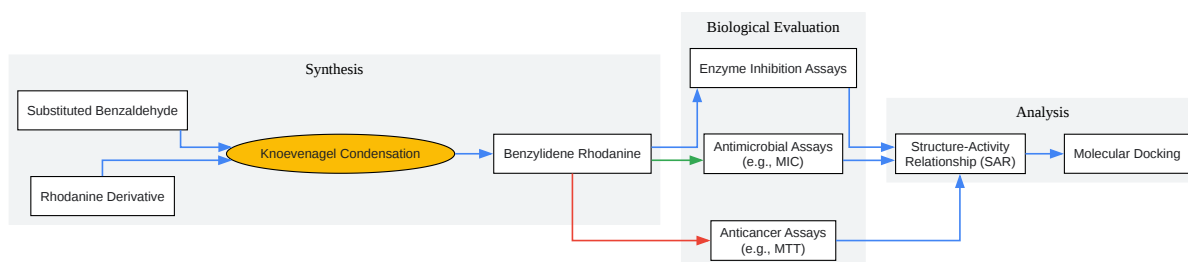 Synthesis
Substituted Benzaldehyde
Rhodanine Derivative
Knoevenagel Condensation
Benzylidene Rhodanine
Biological Evaluation
Enzyme Inhibition Assays
Antimicrobial Assays
(e.g., MIC)
Anticancer Assays
(e.g., MTT)
Analysis
Structure-Activity
Relationship (SAR)
Molecular Docking